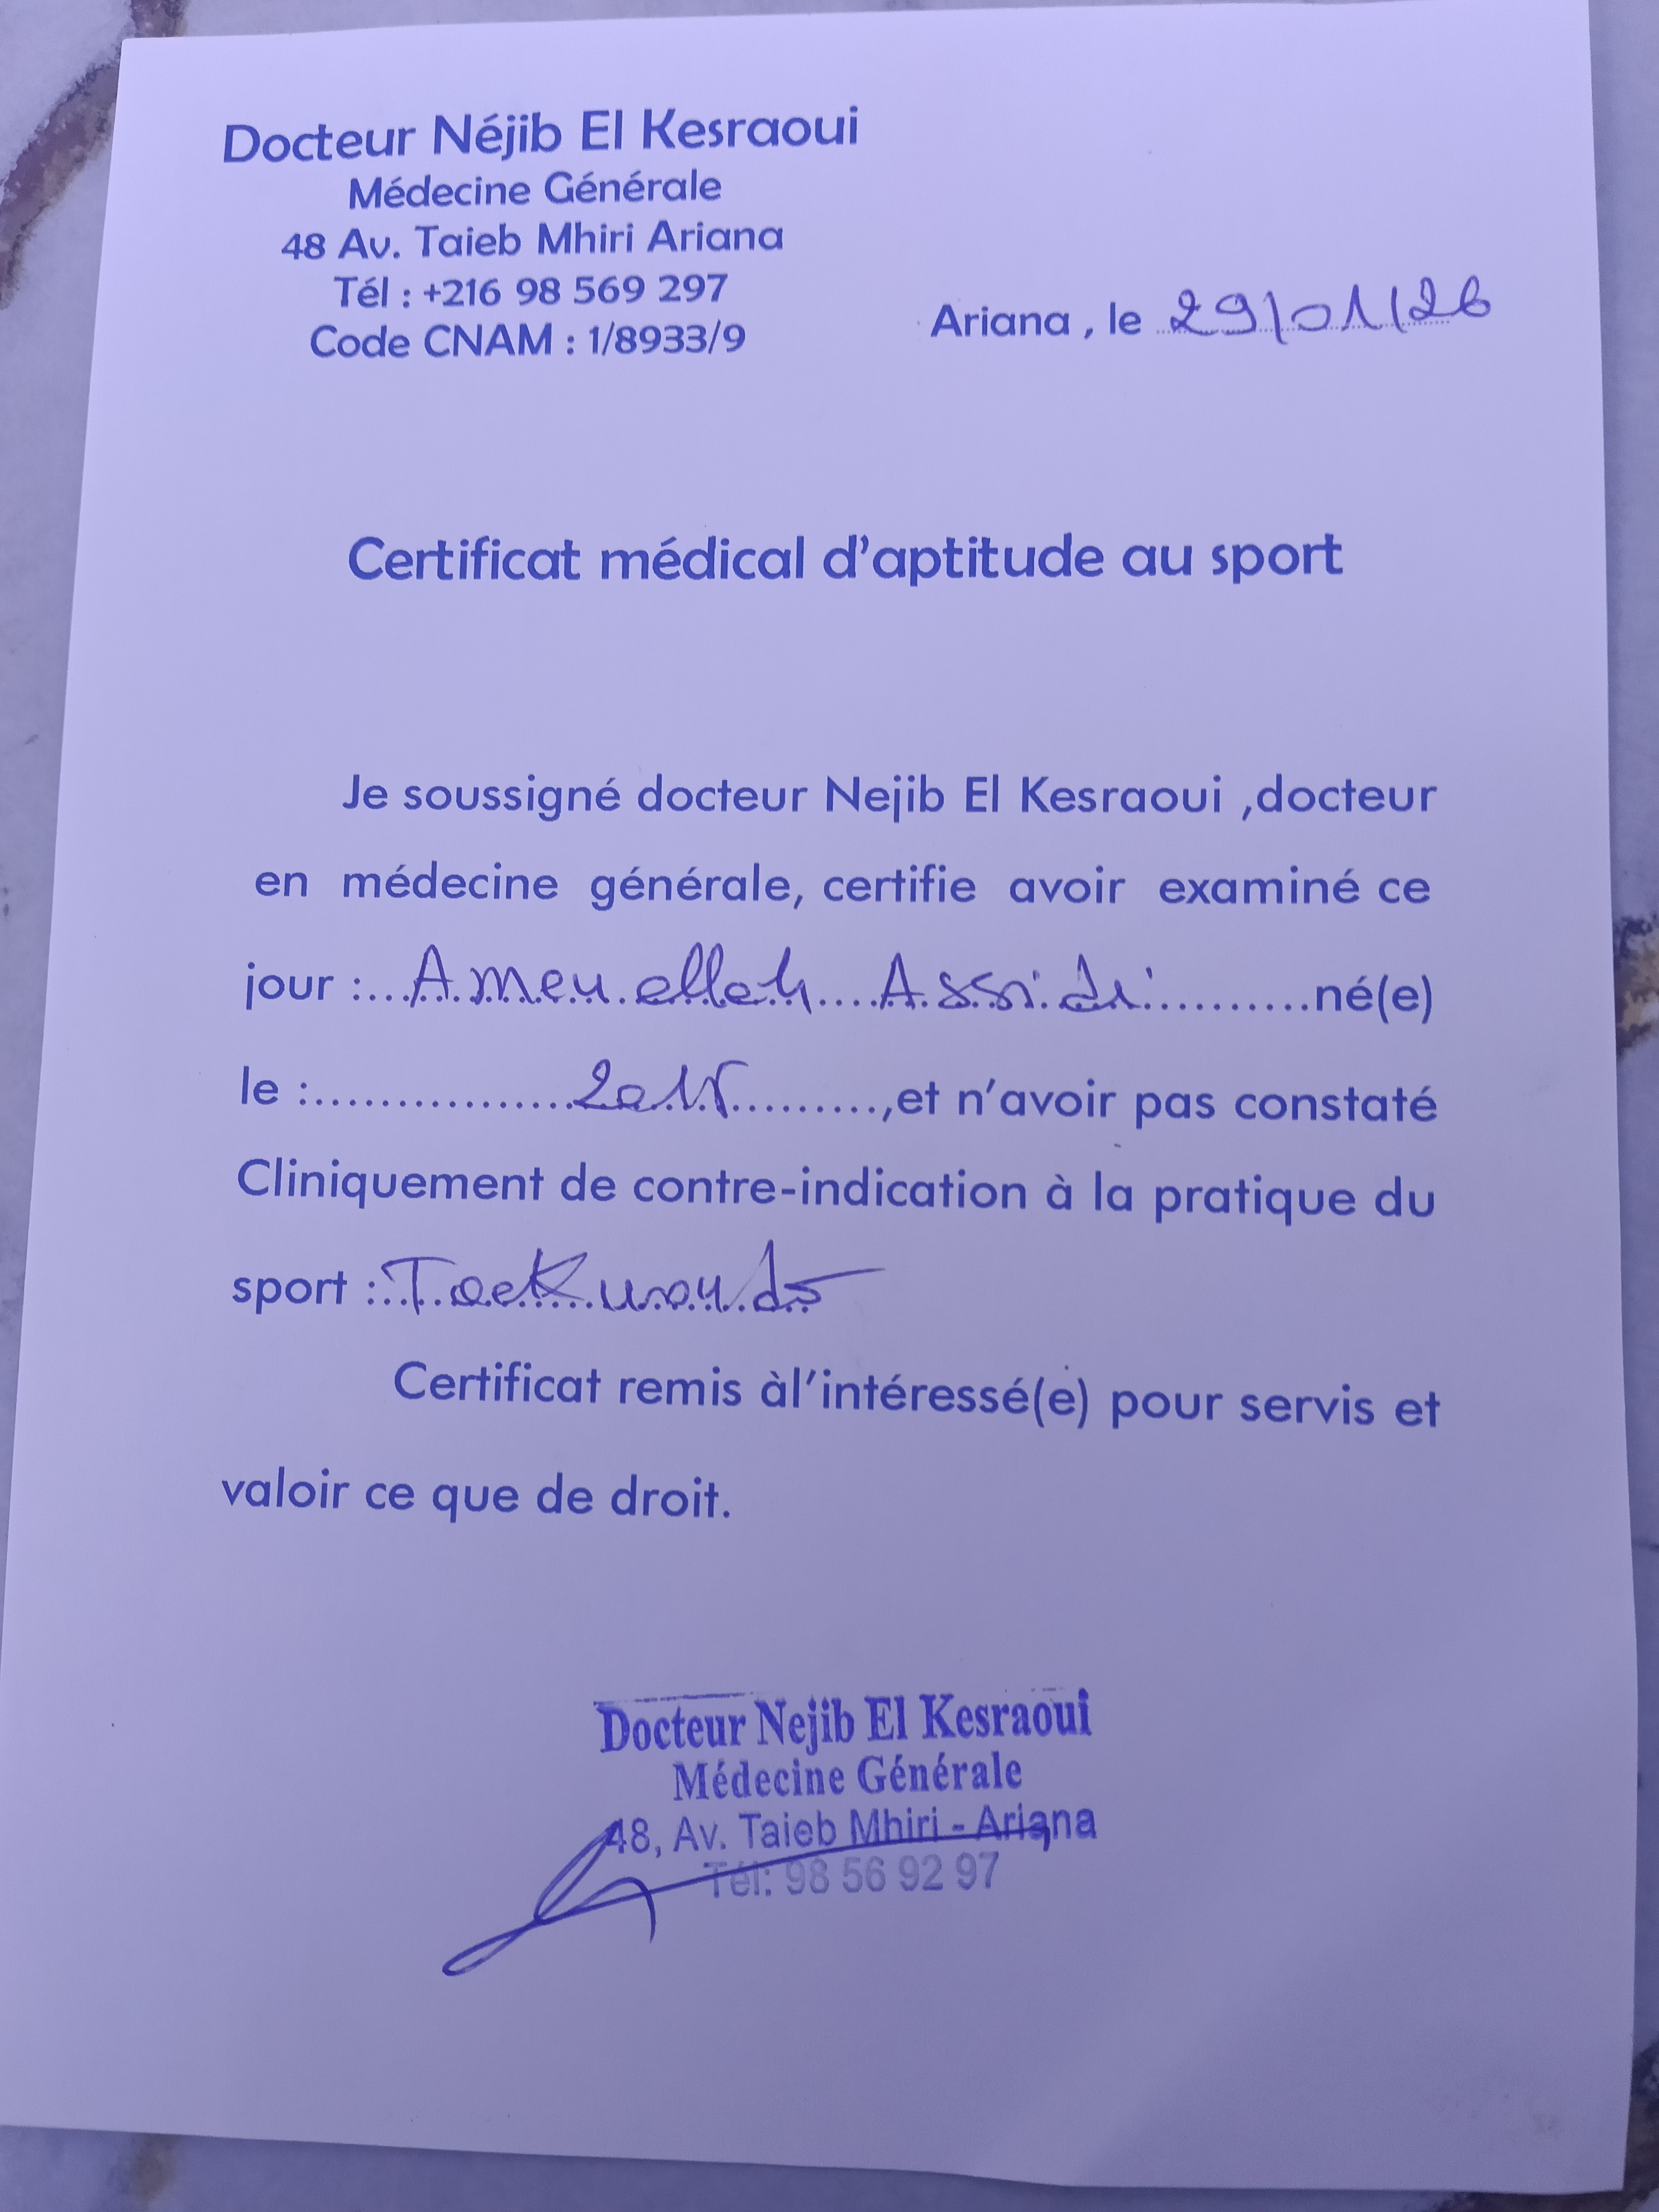 Docteur Néjib El Kesraoui
Médecine Générale
48 Av. Taieb Mhiri Ariana
Tél : +216 98 569 297
Code CNAM : 1/8933/9
Ariana , le 29/01/26
Certificat médical d'aptitude au sport
Je soussigné docteur Nejib El Kesraoui ,docteur
en médecine générale, certifie avoir examiné ce
jour :...Amenellah....Assidi..........né(e)
le :................2015.........,et n'avoir pas constaté
Cliniquement de contre-indication à la pratique du
sport :..Taekwondo
Certificat remis àl'intéressé(e) pour servis et
valoir ce que de droit.
Docteur Nejib El Kesraoui
Médecine Générale
48, Av. Taieb Mhiri - Ariana
Tél: 98 56 92 97